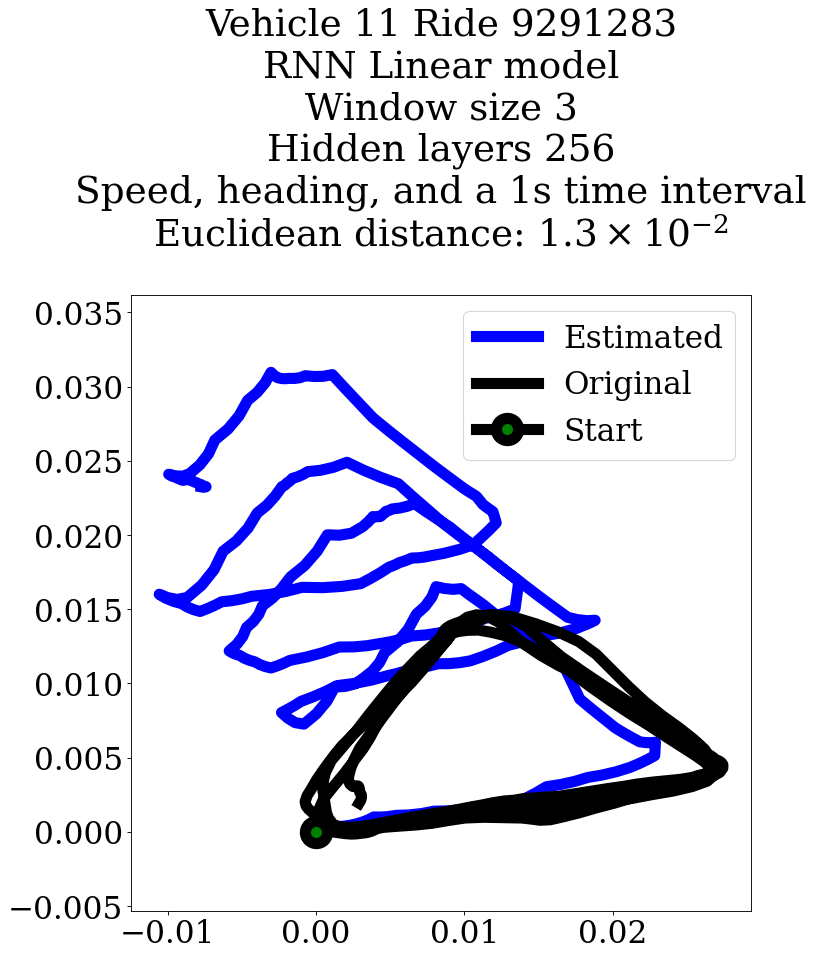 Vehicle 11 Ride 9291283
RNN Linear model
Window size 3
Hidden layers 256
Speed, heading, and a 1s time interval
Euclidean distance: 1.3 × 10⁻²
0.035
0.030
0.025
0.020
0.015
0.010
0.005
0.000
−0.005
−0.01
0.00
0.01
0.02
Estimated
Original
Start